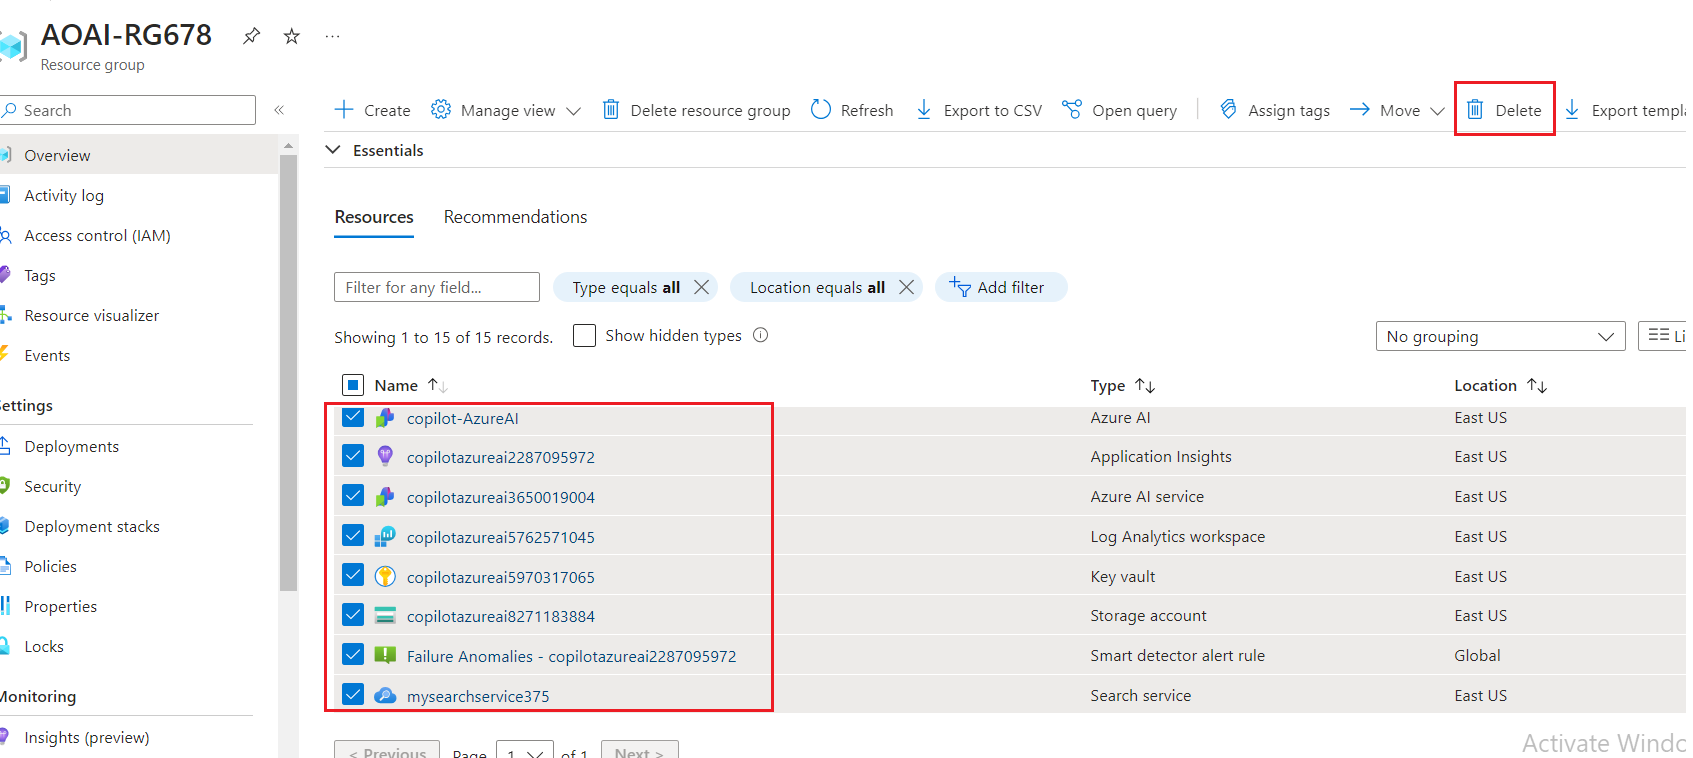 AOAI-RG678
Resource group
Search
Create Manage view Delete resource group Refresh Export to CSV Open query Assign tags Move Delete Export templa
Essentials
Overview
Activity log
Access control (IAM)
Tags
Resource visualizer
Events
Settings
Deployments
Security
Deployment stacks
Policies
Properties
Locks
Monitoring
Insights (preview)
Resources Recommendations
Filter for any field... Type equals all Location equals all Add filter
Showing 1 to 15 of 15 records. Show hidden types No grouping Li
Name Type Location
copilot-AzureAI Azure AI East US
copilotazureai2287095972 Application Insights East US
copilotazureai3650019004 Azure AI service East US
copilotazureai5762571045 Log Analytics workspace East US
copilotazureai5970317065 Key vault East US
copilotazureai8271183884 Storage account East US
Failure Anomalies - copilotazureai2287095972 Smart detector alert rule Global
mysearchservice375 Search service East US
< Previous Page 1 of 1 Next >
Activate Windo